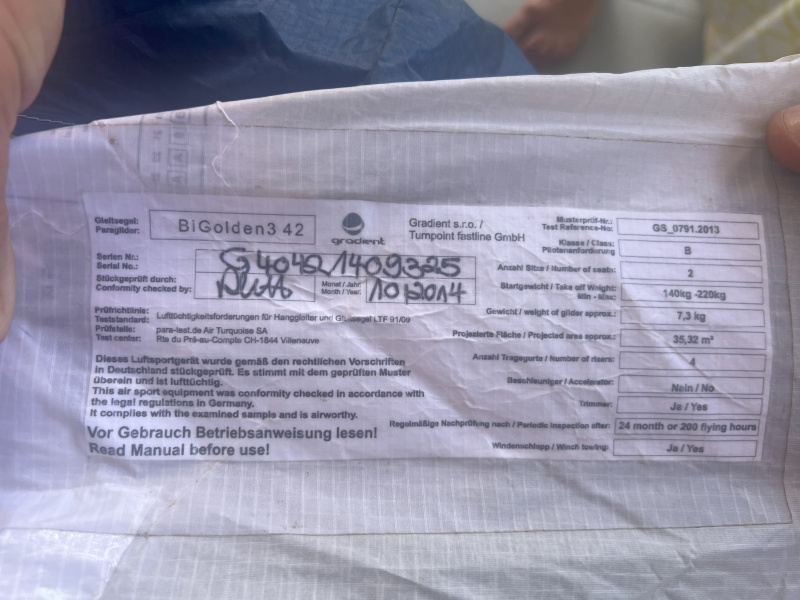 Gleitsegel:
Paraglider:
BiGolden3 42
gradient
Gradient s.r.o. /
Turnpoint fastline GmbH
Serien Nr.:
Serial No.:
G40421409325
Stückgeprüft durch:
Conformity checked by:
Monat / Jahr:
Month / Year:
10/2014
Prüfrichtlinie:
Teststandard:
Lufttüchtigkeitsforderungen für Hängegleiter und Gleitsegel LTF 91/09
Prüfstelle:
Test center:
para-test.de Air Turquoise SA
Rte du Pré-au-Comple CH-1844 Villeneuve
Dieses Luftsportgerät wurde gemäß den rechtlichen Vorschriften
in Deutschland stückgeprüft. Es stimmt mit dem geprüften Muster
überein und ist lufttüchtig.
This air sport equipment was conformity checked in accordance with
the legal regulations in Germany.
It complies with the examined sample and is airworthy.
Vor Gebrauch Betriebsanweisung lesen!
Read Manual before use!
Musterprüf-Nr.:
Test Reference-No:
GS_0791.2013
Klasse / Class:
Pilotenanforderung
B
Anzahl Sitze / Number of seats:
2
Startgewicht / Take off Weight:
Min - Max:
140kg -220kg
Gewicht / weight of glider approx.:
7,3 kg
Projezierte Fläche / Projected area approx.:
35,32 m²
Anzahl Tragegurte / Number of risers:
4
Beschleuniger / Accelerator:
Nein / No
Trimmer:
Ja / Yes
Regelmäßige Nachprüfung nach / Periodic inspection after:
24 month or 200 flying hours
Windenschlepp / Winch towing:
Ja / Yes